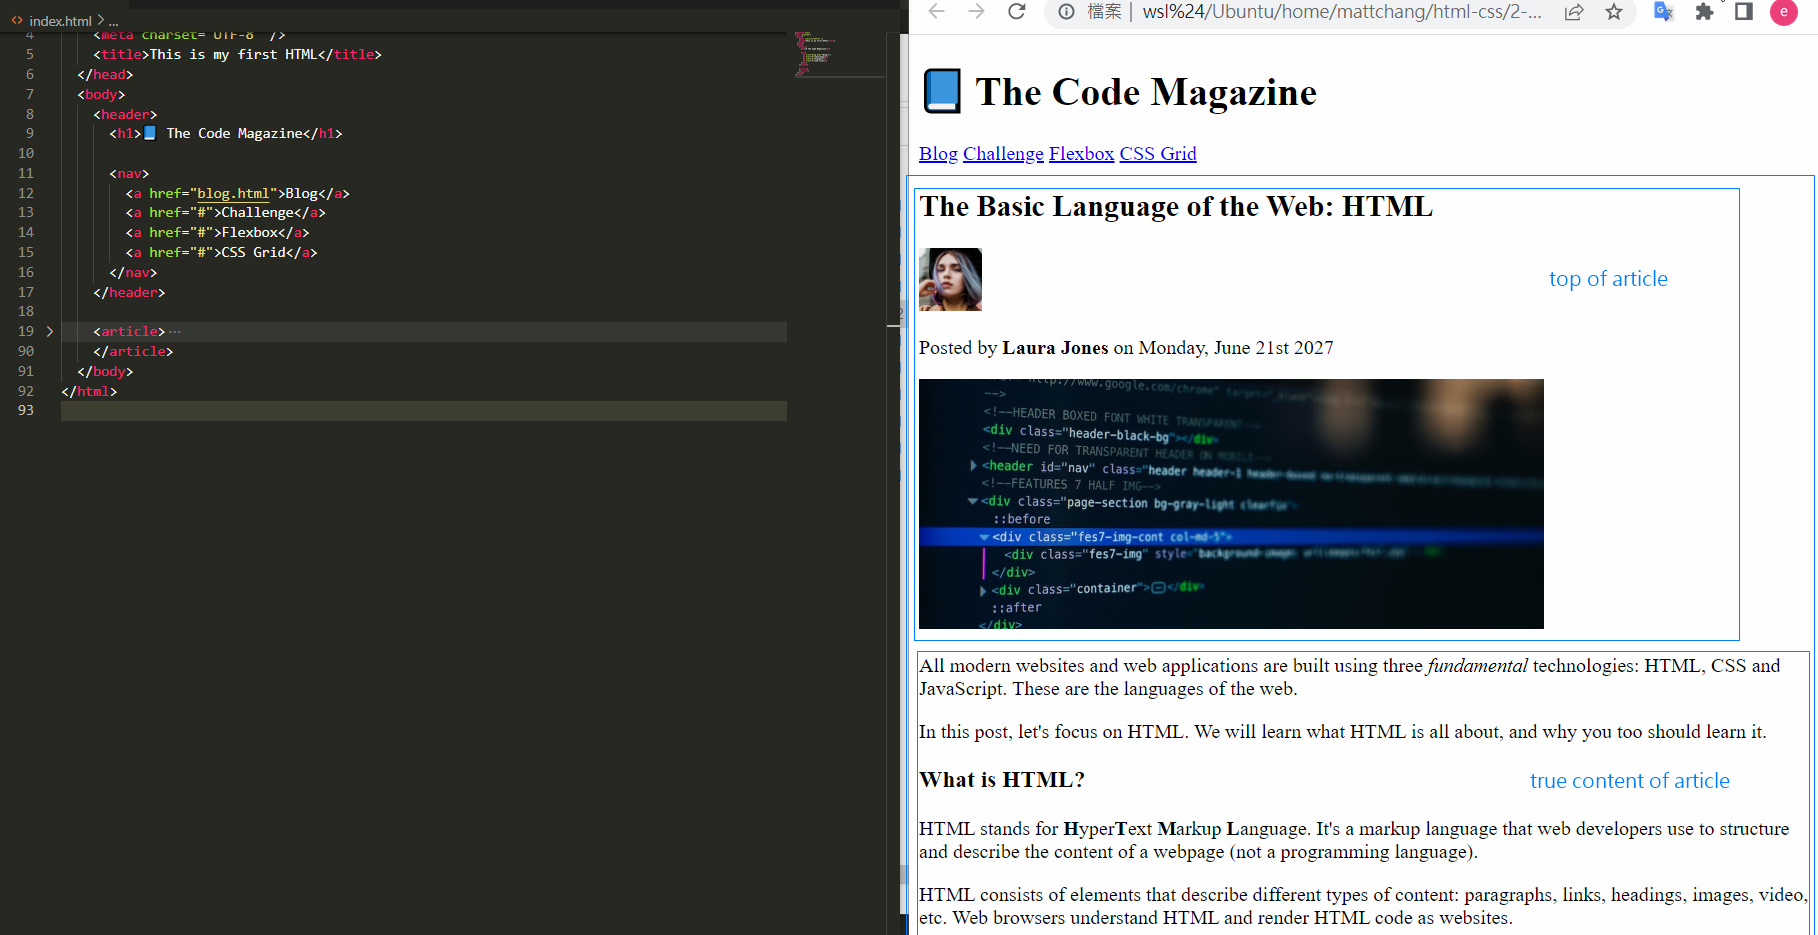 index.html > ...
4 <meta charset="UTF-8" />
5 <title>This is my first HTML</title>
6 </head>
7 <body>
8 <header>
9 <h1>📘 The Code Magazine</h1>
10
11 <nav>
12 <a href="blog.html">Blog</a>
13 <a href="#">Challenge</a>
14 <a href="#">Flexbox</a>
15 <a href="#">CSS Grid</a>
16 </nav>
17 </header>
18
19 <article>...
90 </article>
91 </body>
92 </html>
93
檔案 | wsl%24/Ubuntu/home/mattchang/html-css/2-...
e
📘 The Code Magazine
Blog Challenge Flexbox CSS Grid
The Basic Language of the Web: HTML
top of article
Posted by Laura Jones on Monday, June 21st 2027
http://www.google.com/chrome"
-->
<!--HEADER BOXED FONT WHITE TRANSPARENT-->
<div class="header-black-bg"></div>
<!--NEED FOR TRANSPARENT HEADER ON MOBILE-->
<header id="nav" class="header header-1
<!--FEATURES 7 HALF IMG-->
<div class="page-section bg-gray-light clearfix">
::before
<div class="fes7-img-cont col-md-5">
<div class="fes7-img" style="background-image:
</div>
<div class="container"></div>
::after
</div>
All modern websites and web applications are built using three fundamental technologies: HTML, CSS and
JavaScript. These are the languages of the web.
In this post, let's focus on HTML. We will learn what HTML is all about, and why you too should learn it.
What is HTML?
true content of article
HTML stands for HyperText Markup Language. It's a markup language that web developers use to structure
and describe the content of a webpage (not a programming language).
HTML consists of elements that describe different types of content: paragraphs, links, headings, images, video,
etc. Web browsers understand HTML and render HTML code as websites.